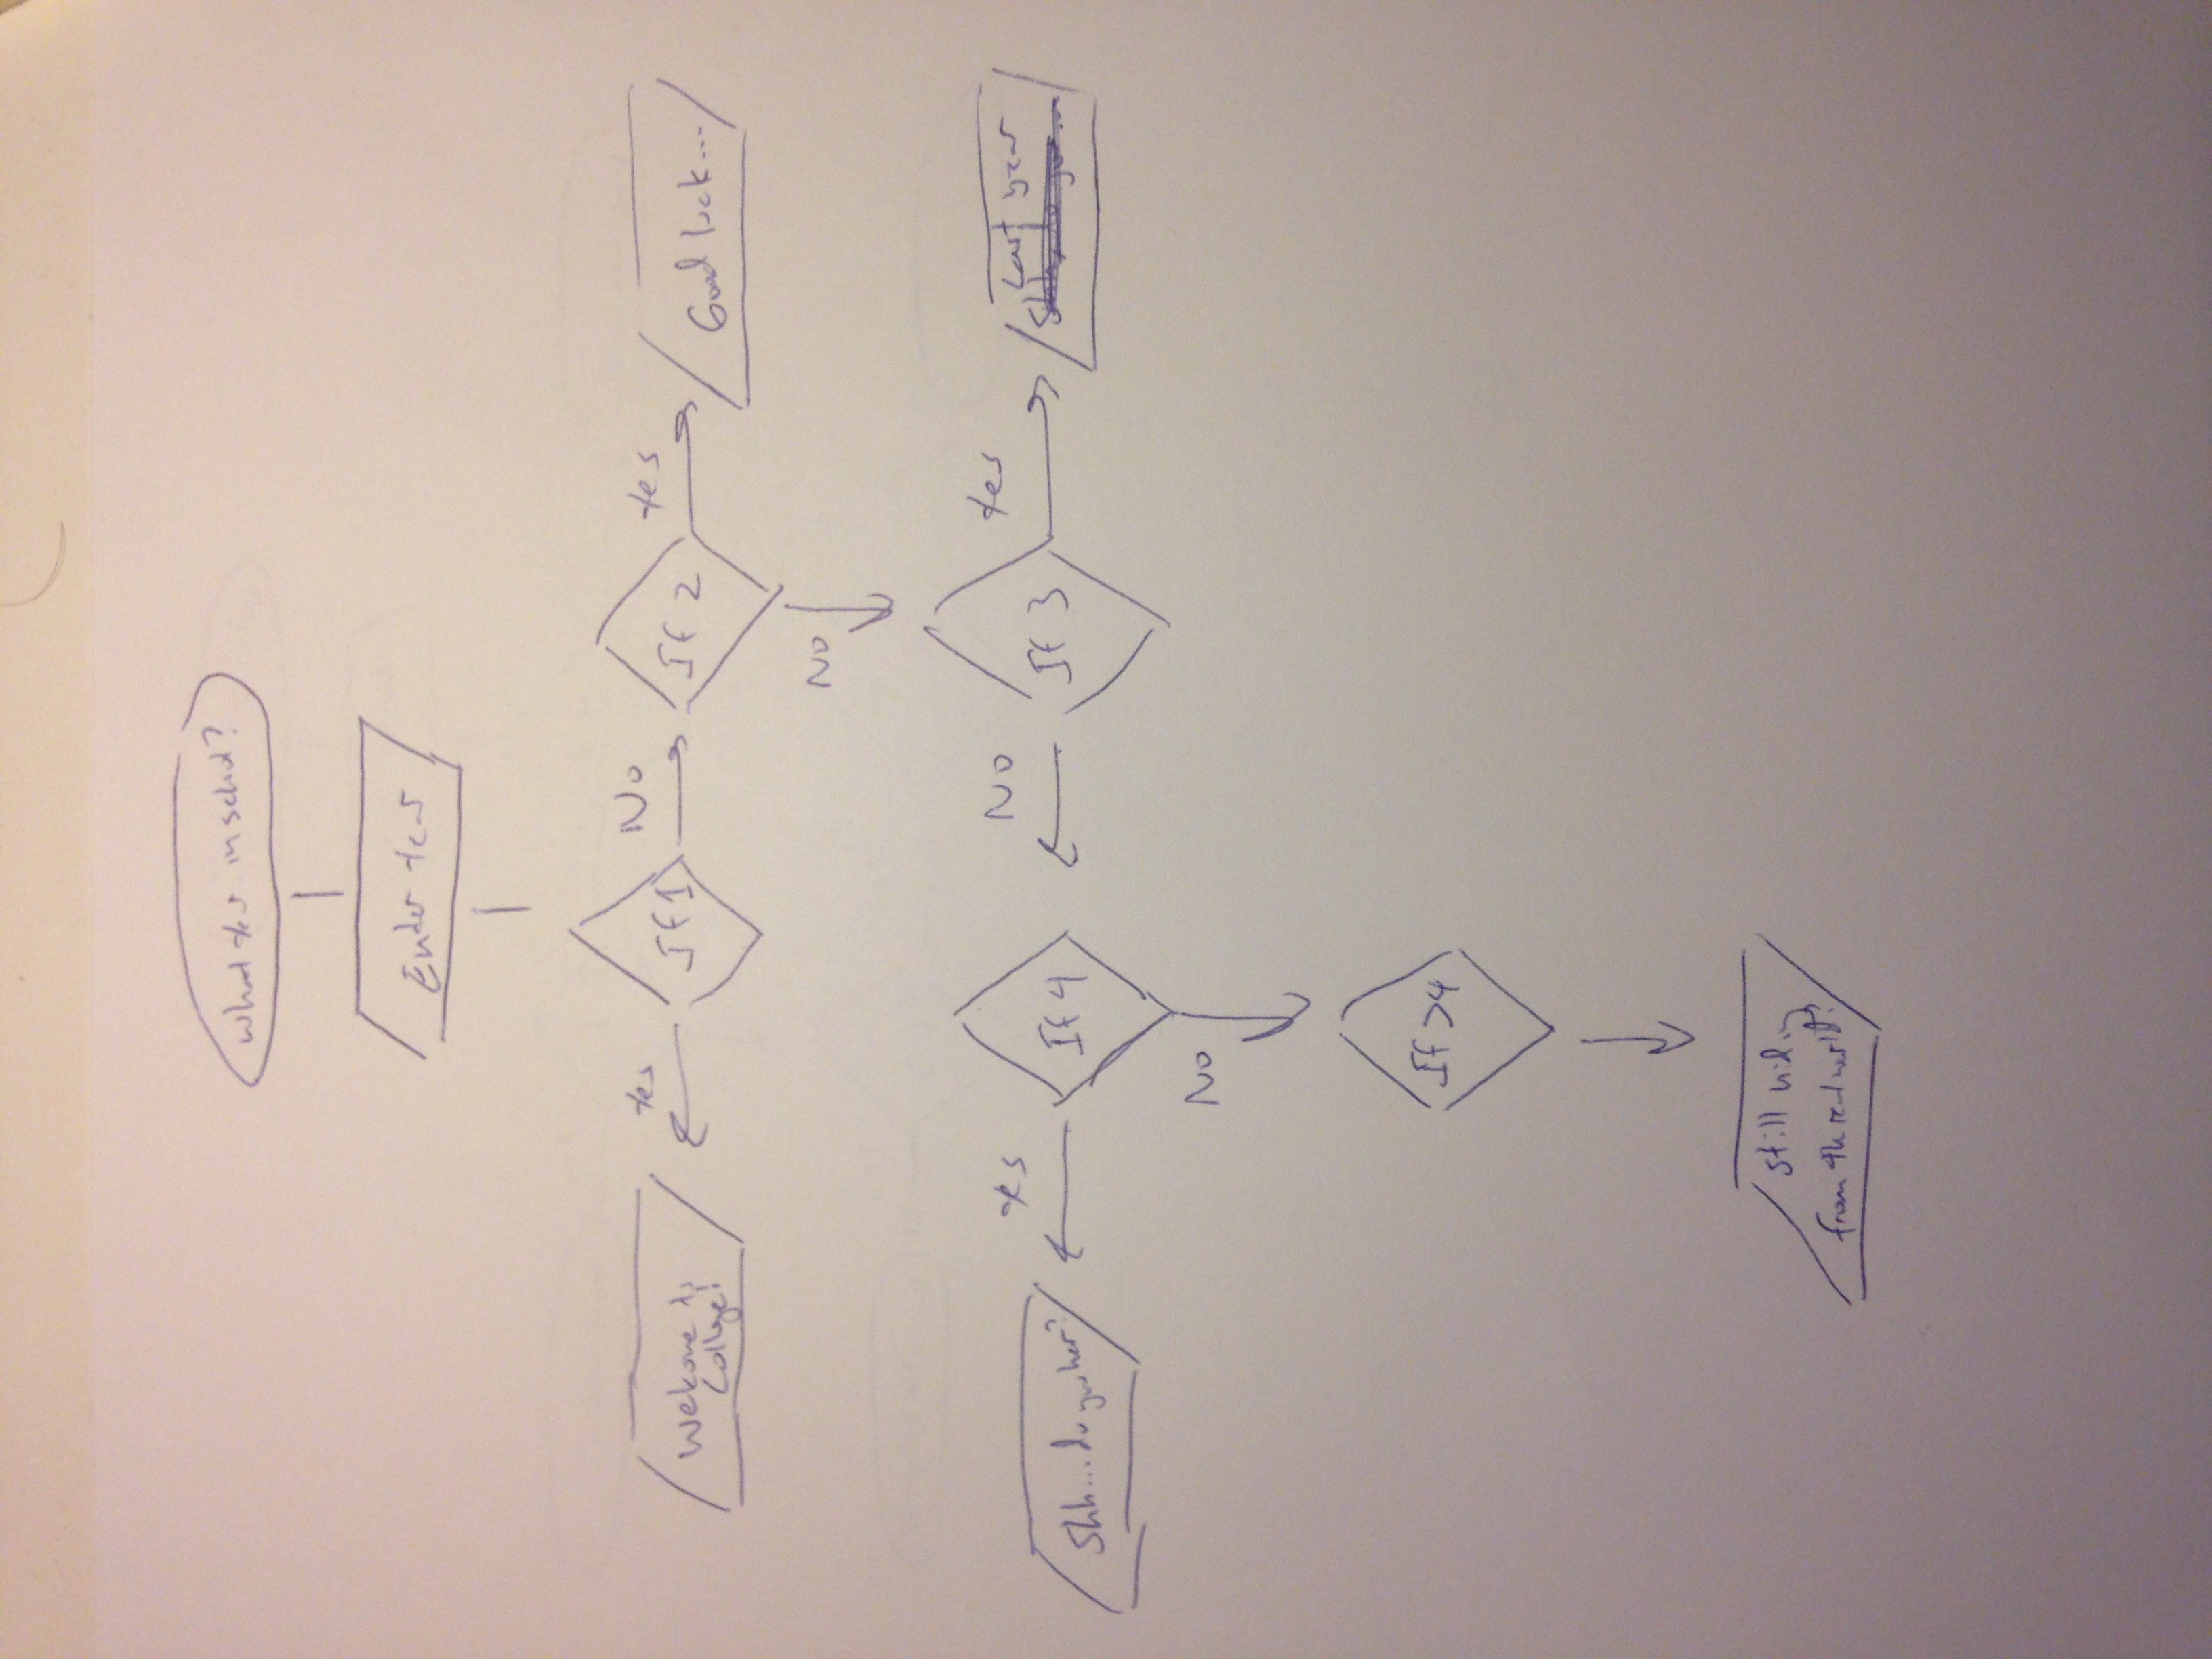 What Year in school?
Enter Year
If 1
No
If 2
Yes
Good luck...
Yes
Welcome to
College!
No
If 3
Yes
Last year
No
If 4
Yes
Shh... do you hear?
No
If >4
Still hiding
from the real world?